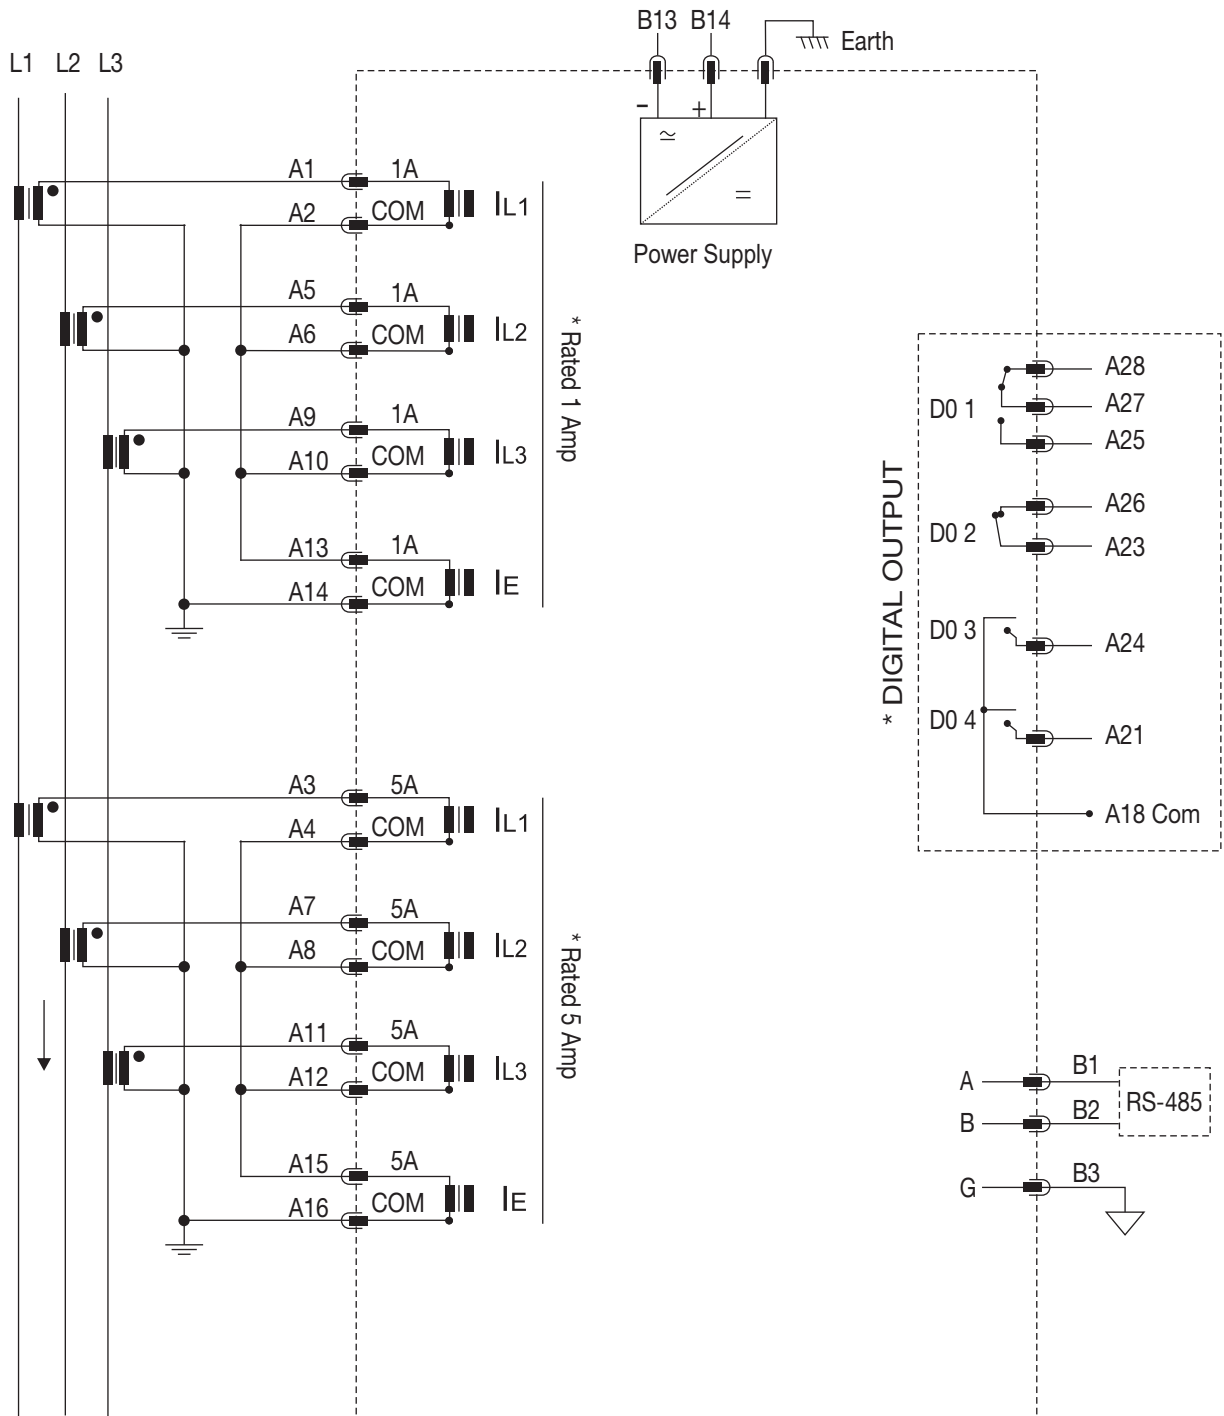 B13 B14
Earth
L1 L2 L3
- +
Power Supply
A1 1A
A2 COM IL1
A5 1A
A6 COM IL2
A9 1A
A10 COM IL3
A13 1A
A14 COM IE
* Rated 1 Amp
A3 5A
A4 COM IL1
A7 5A
A8 COM IL2
A11 5A
A12 COM IL3
A15 5A
A16 COM IE
* Rated 5 Amp
* DIGITAL OUTPUT
A28
D0 1 A27
A25
A26
D0 2 A23
D0 3 A24
D0 4 A21
A18 Com
A B1
B B2 RS-485
G B3